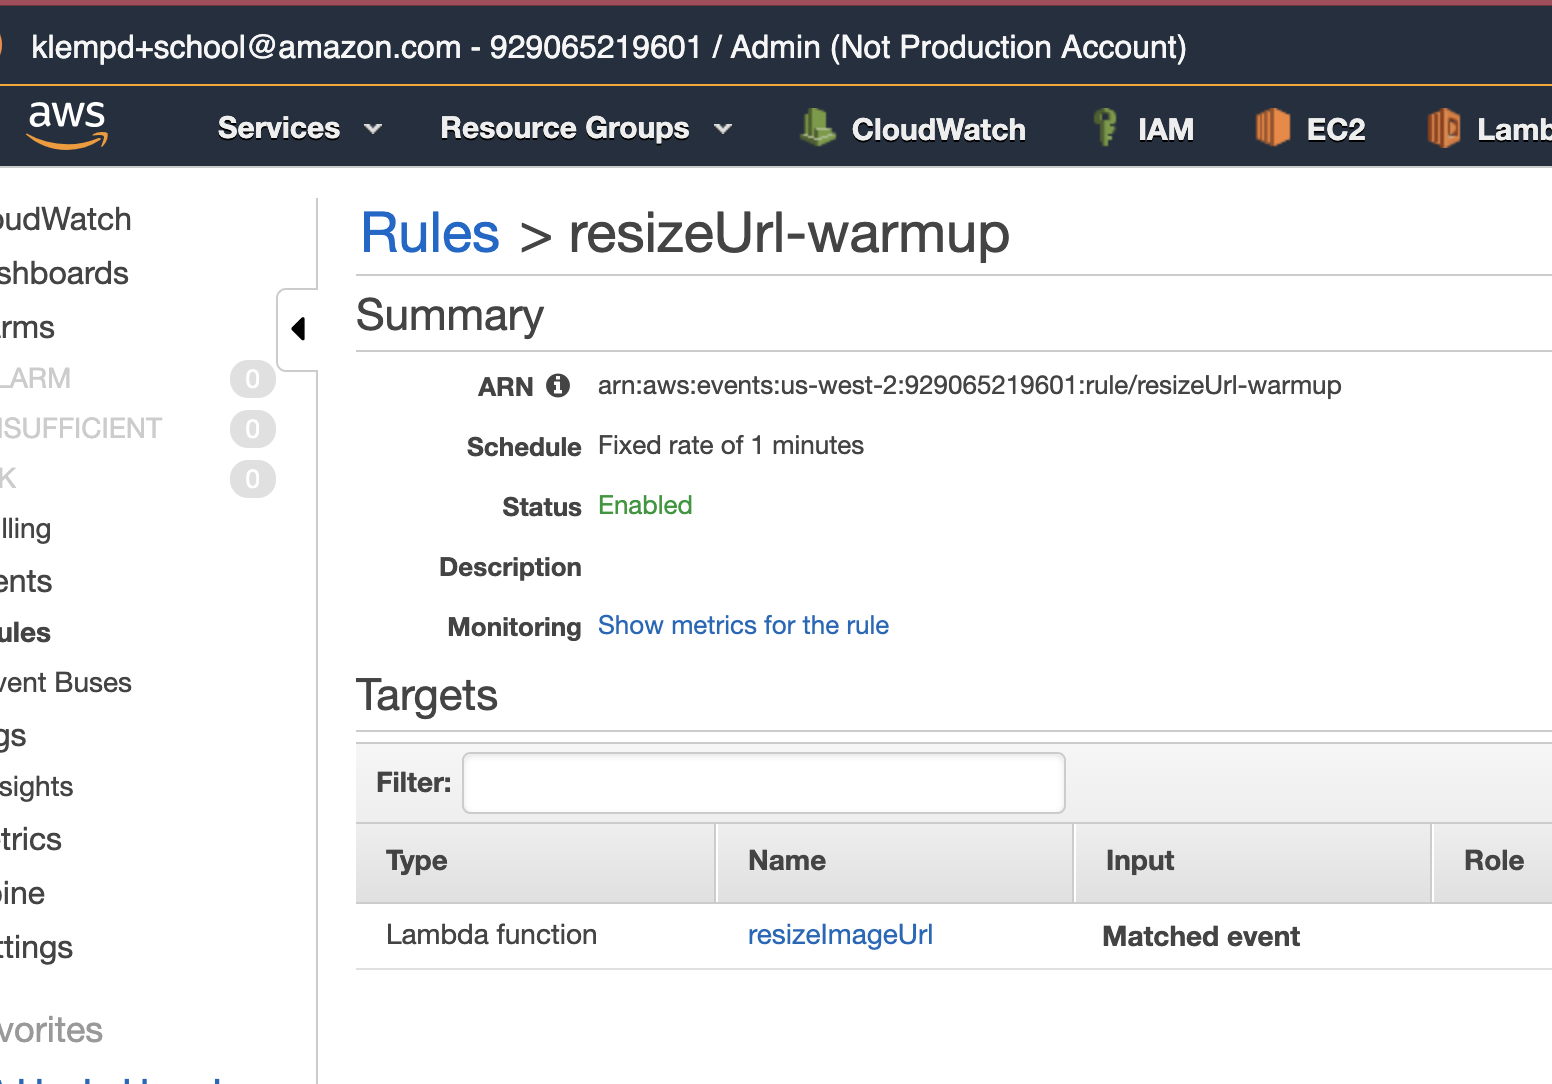 klempd+school@amazon.com - 929065219601 / Admin (Not Production Account)
aws Services Resource Groups CloudWatch IAM EC2 Lamb
oudWatch
shboards
rms
LARM 0
NSUFFICIENT 0
K 0
lling
ents
ules
vent Buses
gs
sights
trics
pine
ttings
vorites
Rules > resizeUrl-warmup
Summary
ARN arn:aws:events:us-west-2:929065219601:rule/resizeUrl-warmup
Schedule Fixed rate of 1 minutes
Status Enabled
Description
Monitoring Show metrics for the rule
Targets
Filter:
Type Name Input Role
Lambda function resizeImageUrl Matched event